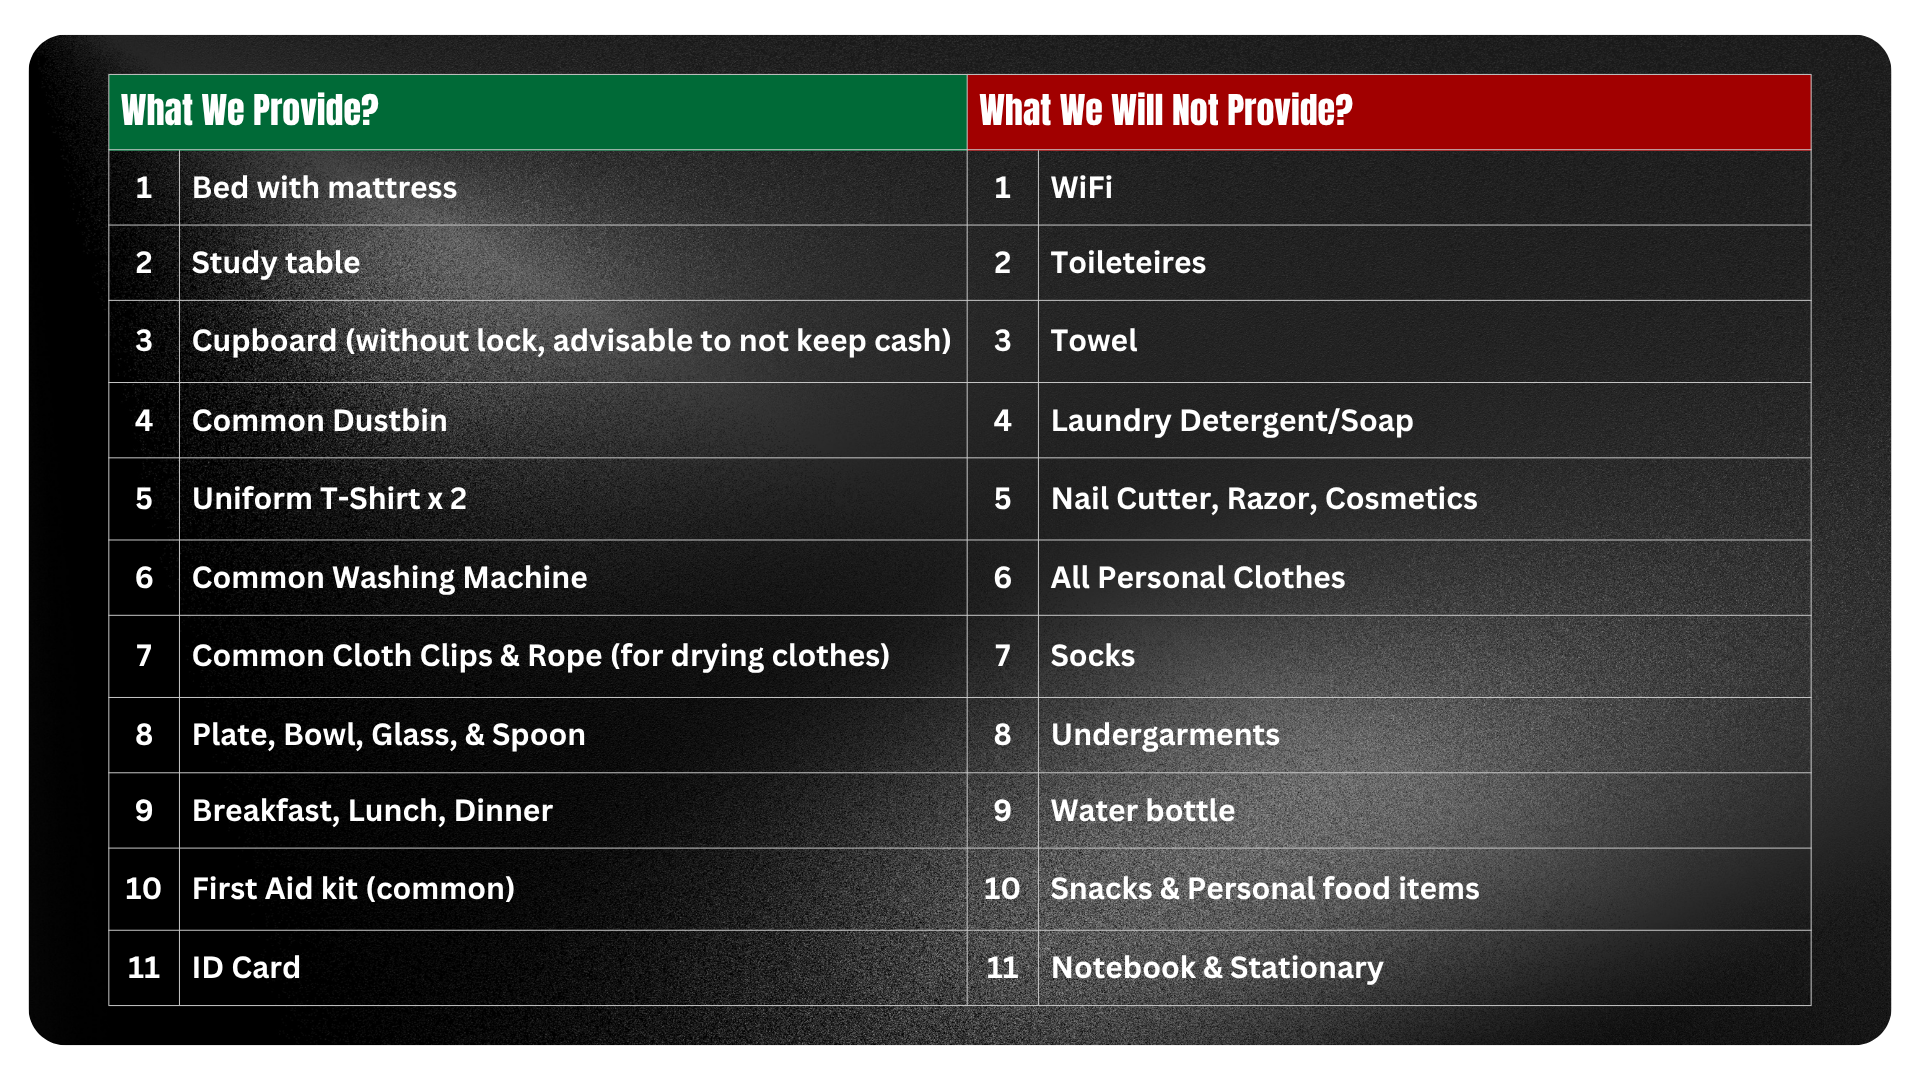 What We Provide? What We Will Not Provide?
1 Bed with mattress 1 WiFi
2 Study table 2 Toileteires
3 Cupboard (without lock, advisable to not keep cash) 3 Towel
4 Common Dustbin 4 Laundry Detergent/Soap
5 Uniform T-Shirt x 2 5 Nail Cutter, Razor, Cosmetics
6 Common Washing Machine 6 All Personal Clothes
7 Common Cloth Clips & Rope (for drying clothes) 7 Socks
8 Plate, Bowl, Glass, & Spoon 8 Undergarments
9 Breakfast, Lunch, Dinner 9 Water bottle
10 First Aid kit (common) 10 Snacks & Personal food items
11 ID Card 11 Notebook & Stationary